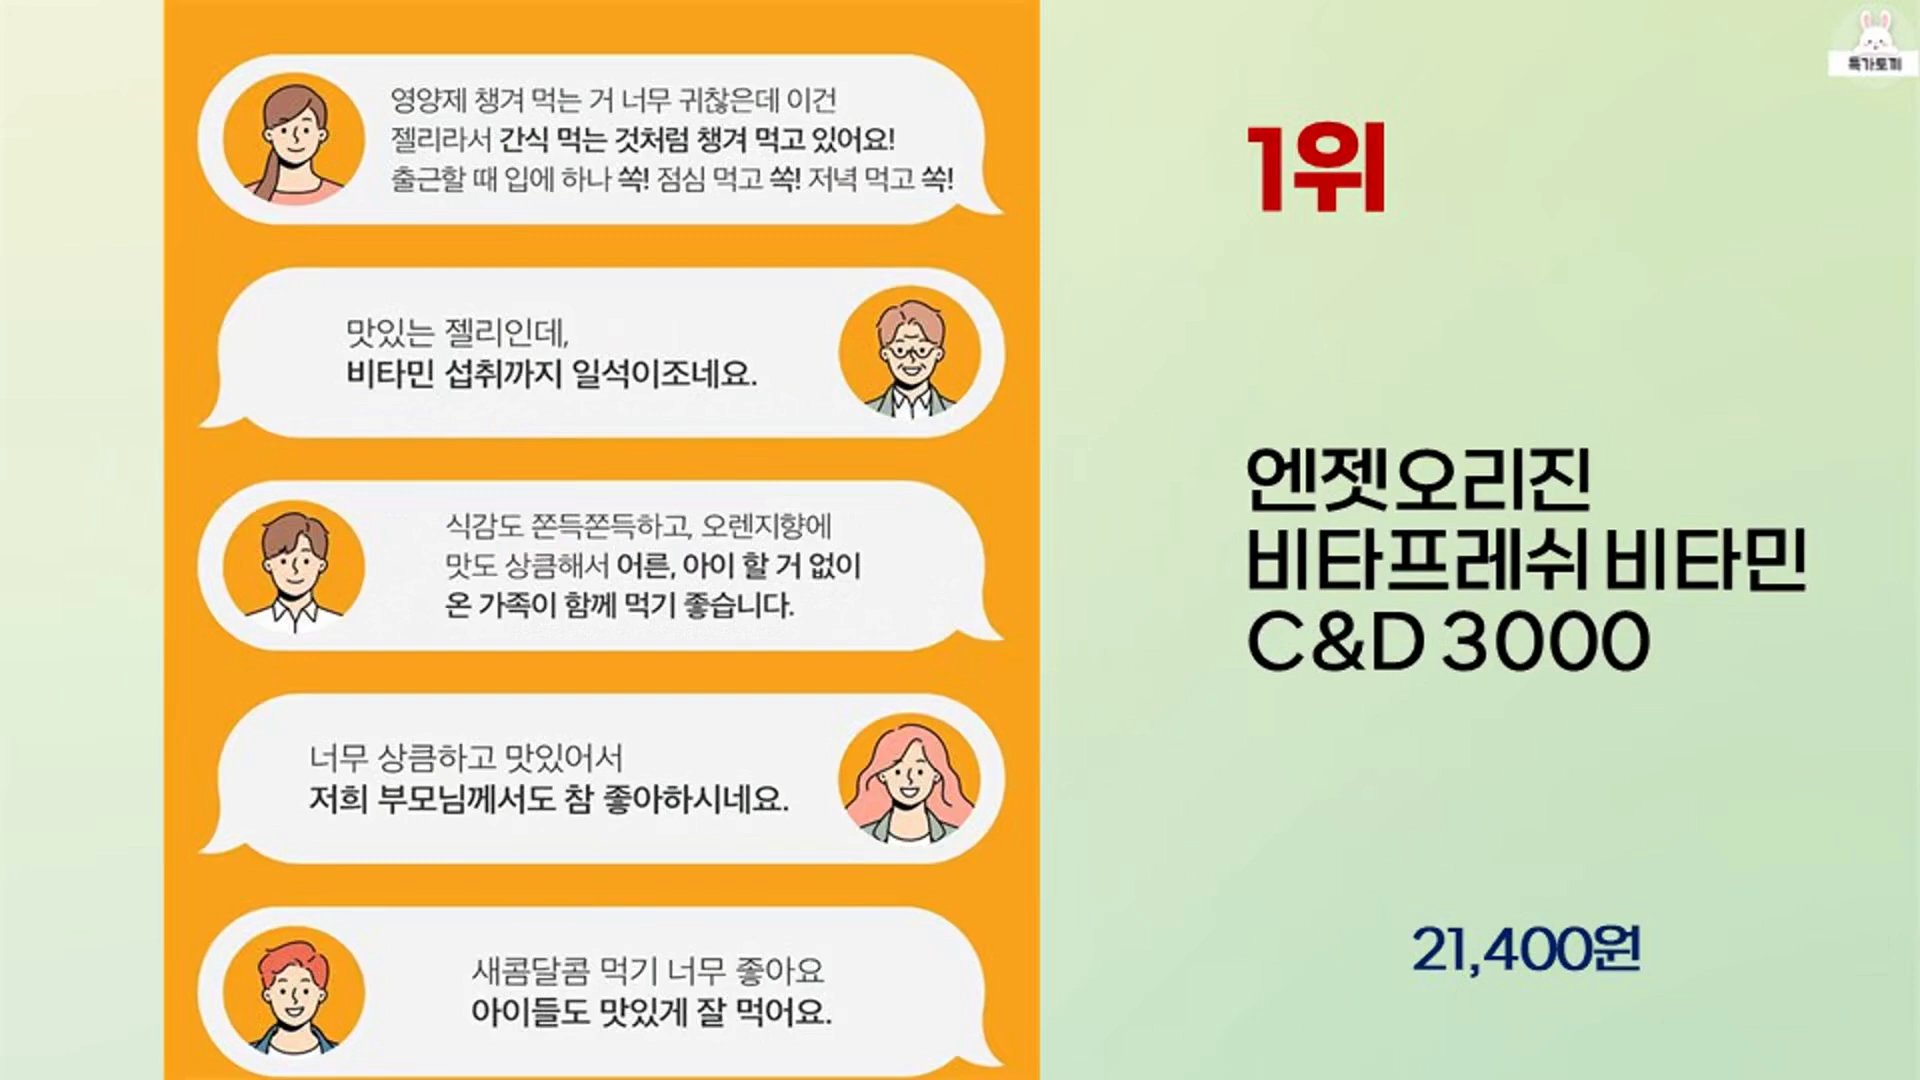 영양제 챙겨 먹는 거 너무 귀찮은데 이건
젤리라서 간식 먹는 것처럼 챙겨 먹고 있어요!
출근할 때 입에 하나 쏙! 점심 먹고 쏙! 저녁 먹고 쏙!
맛있는 젤리인데,
비타민 섭취까지 일석이조네요.
식감도 쫀득쫀득하고, 오렌지향에
맛도 상큼해서 어른, 아이 할 거 없이
온 가족이 함께 먹기 좋습니다.
너무 상큼하고 맛있어서
저희 부모님께서도 참 좋아하시네요.
새콤달콤 먹기 너무 좋아요
아이들도 맛있게 잘 먹어요.
특가토끼
1위
엔젯오리진
비타프레쉬 비타민
C&D 3000
21,400원